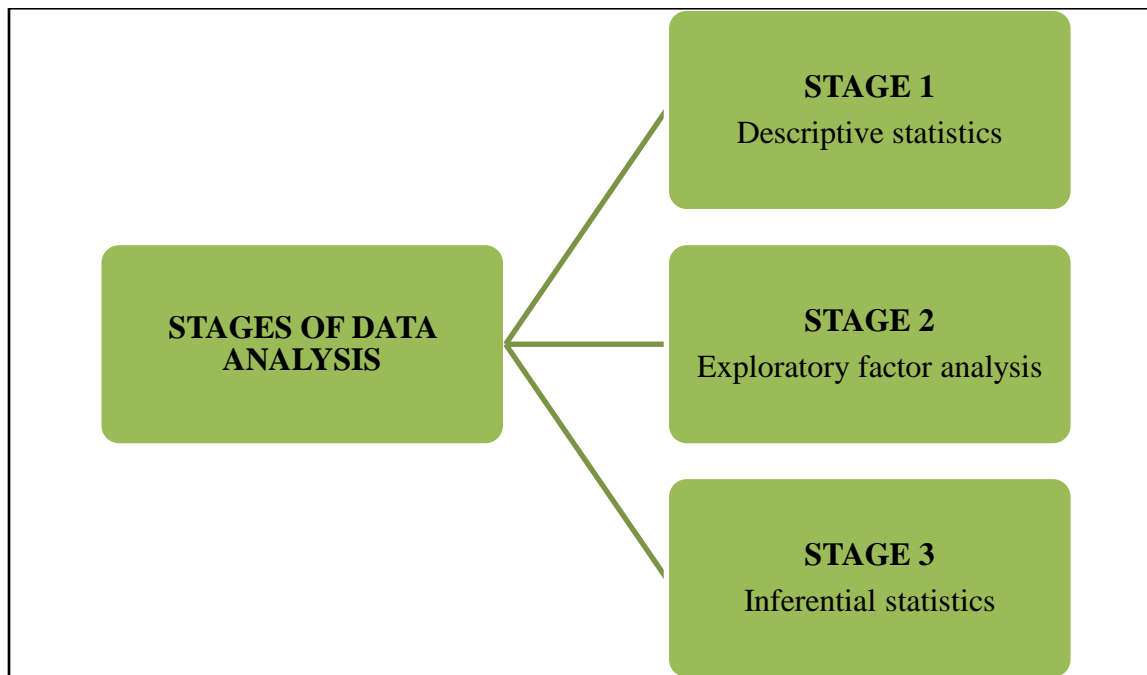 STAGE 1
Descriptive statistics
STAGES OF DATA
ANALYSIS
STAGE 2
Exploratory factor analysis
STAGE 3
Inferential statistics